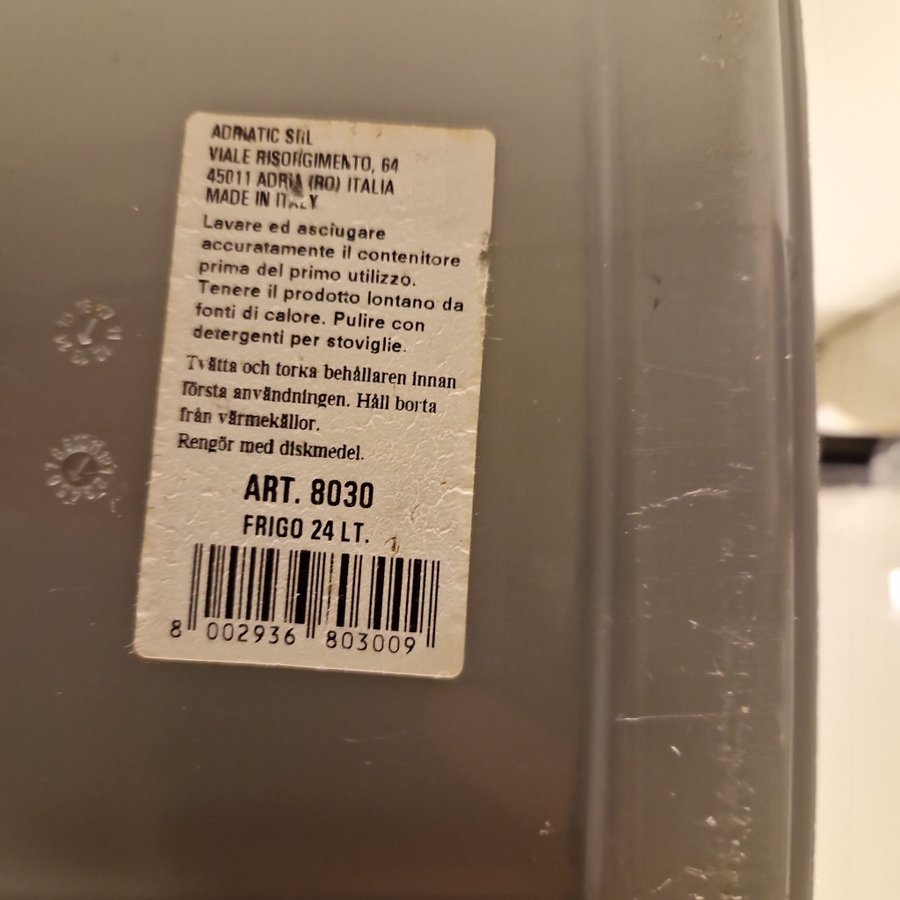 ADRIATIC SRL
VIALE RISORGIMENTO, 64
45011 ADRIA (RO) ITALIA
MADE IN ITALY
Lavare ed asciugare
accuratamente il contenitore
prima del primo utilizzo.
Tenere il prodotto lontano da
fonti di calore. Pulire con
detergenti per stoviglie.
Tvätta och torka behållaren innan
första användningen. Håll borta
från värmekällor.
Rengör med diskmedel.
ART. 8030
FRIGO 24 LT.
8 002936 803009